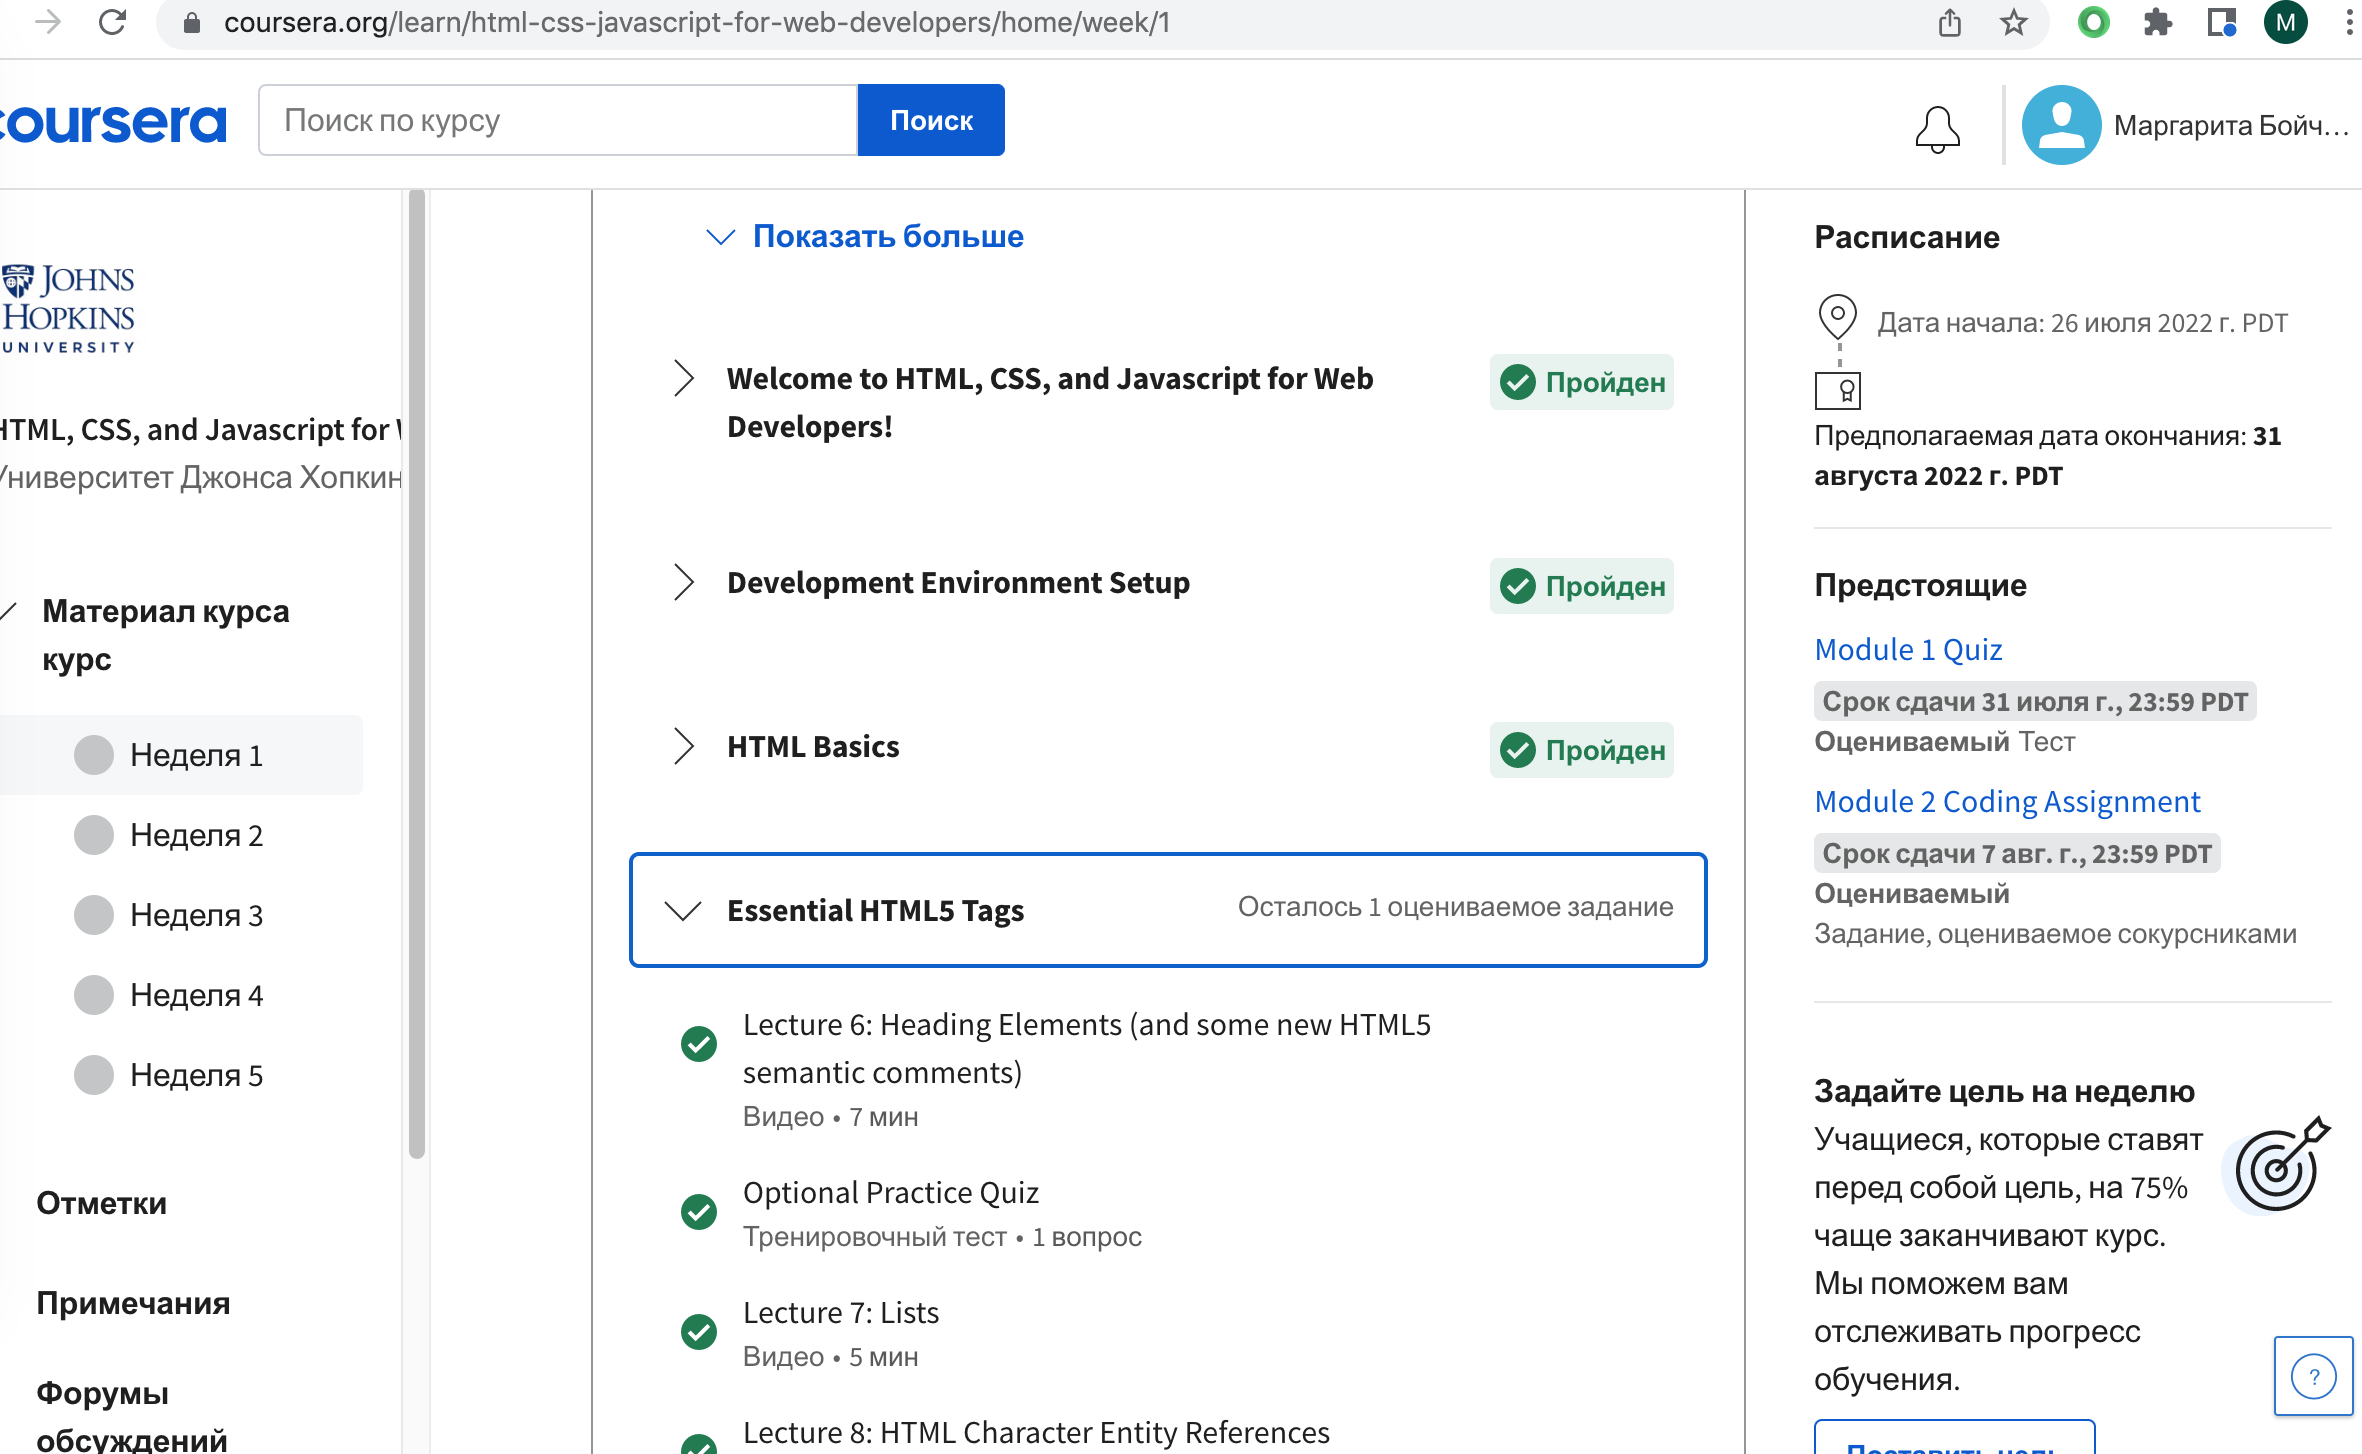 coursera.org/learn/html-css-javascript-for-web-developers/home/week/1
M
coursera
Поиск по курсу
Поиск
Маргарита Бойч...
JOHNS
HOPKINS
UNIVERSITY
HTML, CSS, and Javascript for
Университет Джонса Хопкин
Материал курса
курс
Неделя 1
Неделя 2
Неделя 3
Неделя 4
Неделя 5
Отметки
Примечания
Форумы
обсуждений
Показать больше
Welcome to HTML, CSS, and Javascript for Web
Developers!
Пройден
Development Environment Setup
Пройден
HTML Basics
Пройден
Essential HTML5 Tags
Осталось 1 оцениваемое задание
Lecture 6: Heading Elements (and some new HTML5
semantic comments)
Видео • 7 мин
Optional Practice Quiz
Тренировочный тест • 1 вопрос
Lecture 7: Lists
Видео • 5 мин
Lecture 8: HTML Character Entity References
Расписание
Дата начала: 26 июля 2022 г. PDT
Предполагаемая дата окончания: 31
августа 2022 г. PDT
Предстоящие
Module 1 Quiz
Срок сдачи 31 июля г., 23:59 PDT
Оцениваемый Тест
Module 2 Coding Assignment
Срок сдачи 7 авг. г., 23:59 PDT
Оцениваемый
Задание, оцениваемое сокурсниками
Задайте цель на неделю
Учащиеся, которые ставят
перед собой цель, на 75%
чаще заканчивают курс.
Мы поможем вам
отслеживать прогресс
обучения.
?
Поставить цель